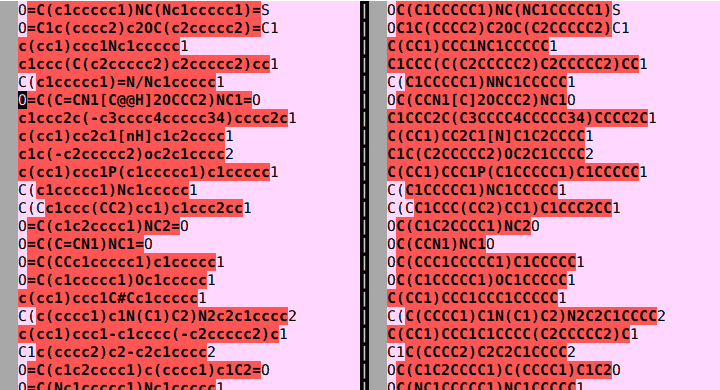 O=C(c1ccccc1)NC(Nc1ccccc1)=S OC(C1CCCCC1)NC(NC1CCCCC1)S
O=C1c(cccc2)c2OC(c2ccccc2)=C1 OC1C(CCCC2)C2OC(C2CCCCC2)C1
c(cc1)ccc1Nc1ccccc1 C(CC1)CCC1NC1CCCCC1
c1ccc(C(c2ccccc2)c2ccccc2)cc1 C1CCC(C(C2CCCCC2)C2CCCCC2)CC1
C(c1ccccc1)=N/Nc1ccccc1 C(C1CCCCC1)NNC1CCCCC1
O=C(C=CN1[C@@H]2OCCC2)NC1=O OC(CCN1[C]2OCCC2)NC1O
c1ccc2c(-c3cccc4ccccc34)cccc2c1 C1CCC2C(C3CCCC4CCCCC34)CCCC2C1
c(cc1)cc2c1[nH]c1c2cccc1 C(CC1)CC2C1[N]C1C2CCCC1
c1c(-c2ccccc2)oc2c1cccc2 C1C(C2CCCCC2)OC2C1CCCC2
c(cc1)ccc1P(c1ccccc1)c1ccccc1 C(CC1)CCC1P(C1CCCCC1)C1CCCCC1
C(c1ccccc1)Nc1ccccc1 C(C1CCCCC1)NC1CCCCC1
C(Cc1ccc(CC2)cc1)c1ccc2cc1 C(CC1CCC(CC2)CC1)C1CCC2CC1
O=C(c1c2cccc1)NC2=O OC(C1C2CCCC1)NC2O
O=C(C=CN1)NC1=O OC(CCN1)NC1O
O=C(CCc1ccccc1)c1ccccc1 OC(CCC1CCCCC1)C1CCCCC1
O=C(c1ccccc1)Oc1ccccc1 OC(C1CCCCC1)OC1CCCCC1
c(cc1)ccc1C#Cc1ccccc1 C(CC1)CCC1CCC1CCCCC1
C(c(cccc1)c1N(C1)C2)N2c2c1cccc2 C(C(CCCC1)C1N(C1)C2)N2C2C1CCCC2
c(cc1)ccc1-c1cccc(-c2ccccc2)c1 C(CC1)CCC1C1CCCC(C2CCCCC2)C1
C1c(cccc2)c2-c2c1cccc2 C1C(CCCC2)C2C2C1CCCC2
O=C(c1c2cccc1)c(cccc1)c1C2=O OC(C1C2CCCC1)C(CCCC1)C1C2O
O=C(Nc1ccccc1)Nc1ccccc1 OC(NC1CCCCC1)NC1CCCCC1